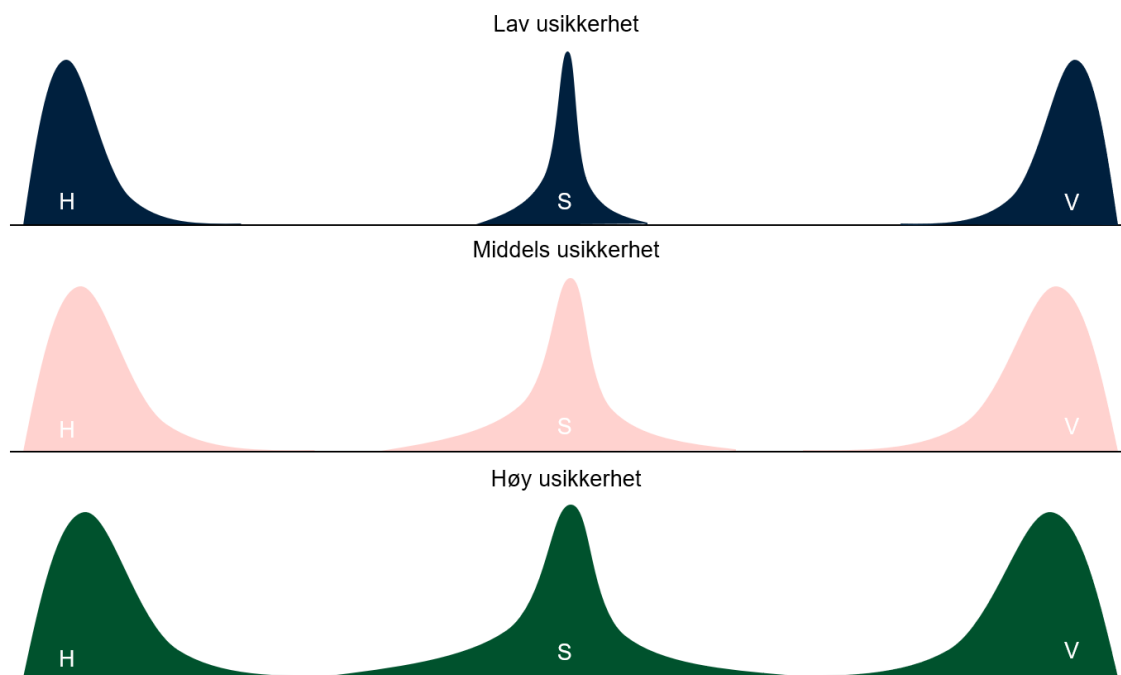 Lav usikkerhet
H S V
Middels usikkerhet
H S V
Høy usikkerhet
H S V